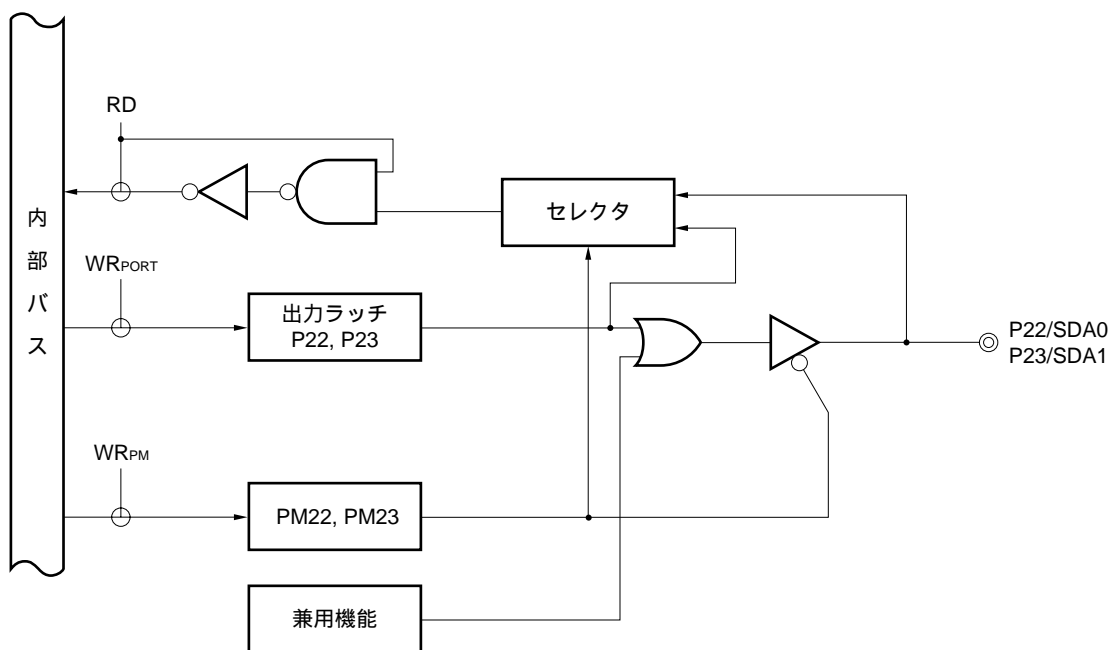 RD
内部バス
セレクタ
WRPORT
出力ラッチ
P22, P23
P22/SDA0
P23/SDA1
WRPM
PM22, PM23
兼用機能